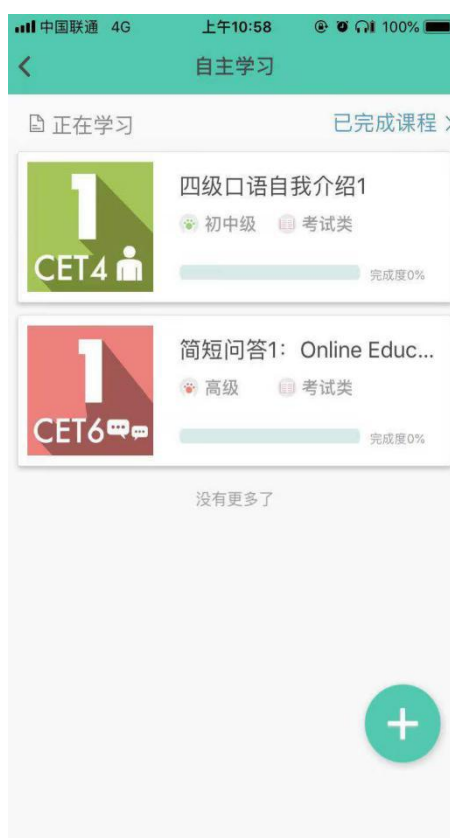 中国联通 4G 上午10:58 100%
自主学习
正在学习 已完成课程
1
CET4
四级口语自我介绍1
初中级 考试类
完成度0%
1
CET6
简短问答1：Online Educ...
高级 考试类
完成度0%
没有更多了